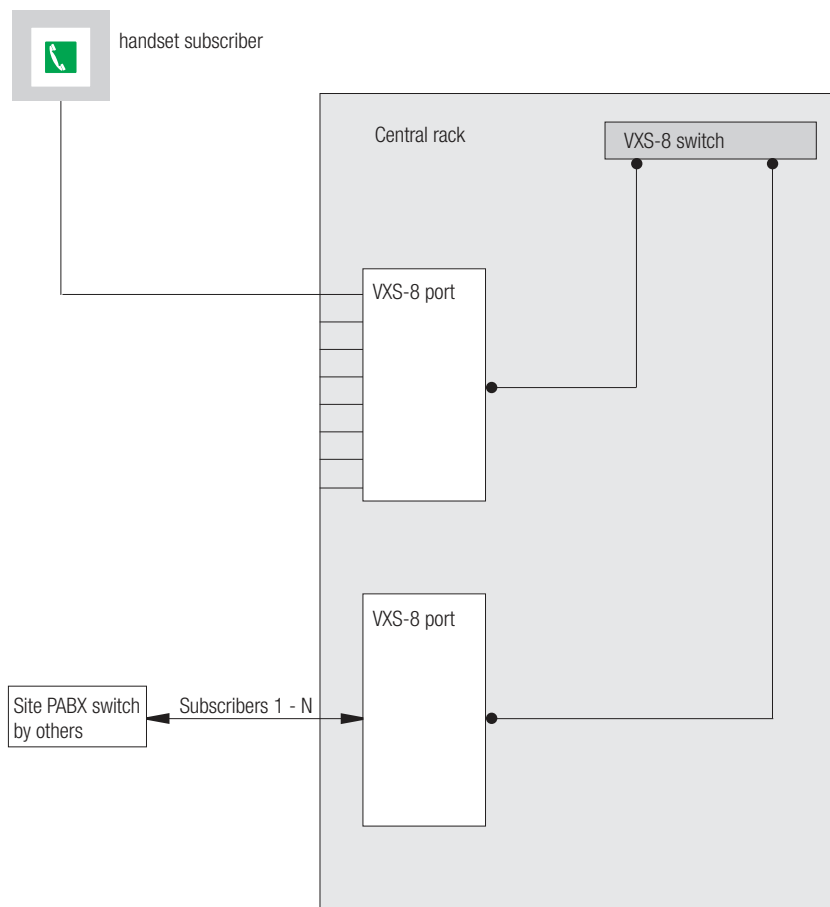 handset subscriber
Central rack
VXS-8 switch
VXS-8 port
VXS-8 port
Site PABX switch
by others
Subscribers 1 - N